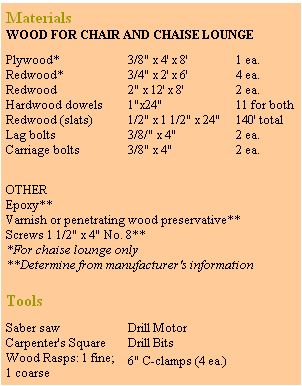 Materials
WOOD FOR CHAIR AND CHAISE LOUNGE
Plywood* 3/8" x 4' x 8' 1 ea.
Redwood* 3/4" x 2' x 6' 4 ea.
Redwood 2" x 12' x 8' 2 ea.
Hardwood dowels 1"x24" 11 for both
Redwood (slats) 1/2" x 1 1/2" x 24" 140' total
Lag bolts 3/8/" x 4" 2 ea.
Carriage bolts 3/8" x 4" 2 ea.
OTHER
Epoxy**
Varnish or penetrating wood preservative**
Screws 1 1/2" x 4" No. 8**
*For chaise lounge only
**Determine from manufacturer's information
Tools
Saber saw Drill Motor
Carpenter's Square Drill Bits
Wood Rasps: 1 fine; 6" C-clamps (4 ea.)
1 coarse